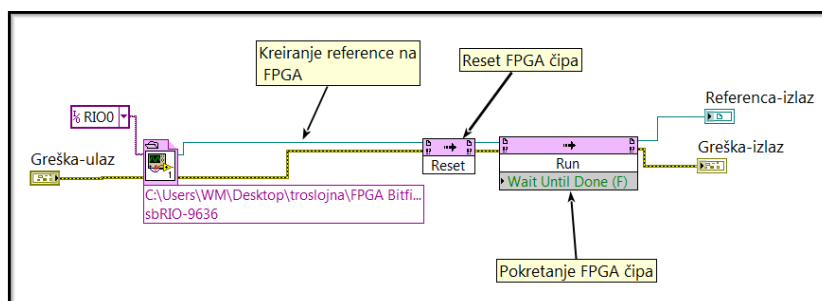 Kreiranje reference na
FPGA
Reset FPGA čipa
Referenca-izlaz
RIO0
Greška-izlaz
Greška-ulaz
1
Reset
Run
Wait Until Done (F)
C:\Users\WM\Desktop\troslojna\FPGA Bitfi...
sbRIO-9636
Pokretanje FPGA čipa